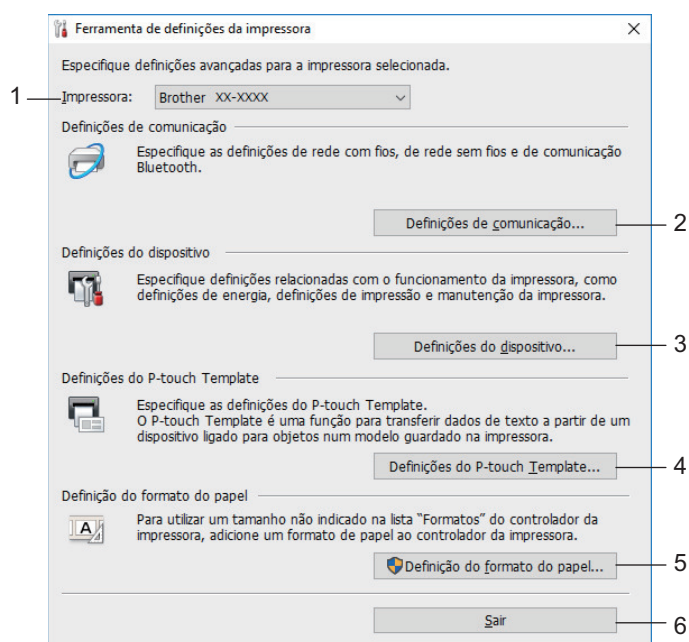 Ferramenta de definições da impressora
Especifique definições avançadas para a impressora selecionada.
1 Impressora: Brother XX-XXXX
Definições de comunicação
Especifique as definições de rede com fios, de rede sem fios e de comunicação
Bluetooth.
Definições de comunicação... 2
Definições do dispositivo
Especifique definições relacionadas com o funcionamento da impressora, como
definições de energia, definições de impressão e manutenção da impressora.
Definições do dispositivo... 3
Definições do P-touch Template
Especifique as definições do P-touch Template.
O P-touch Template é uma função para transferir dados de texto a partir de um
dispositivo ligado para objetos num modelo guardado na impressora.
Definições do P-touch Template... 4
Definição do formato do papel
A
Para utilizar um tamanho não indicado na lista "Formatos" do controlador da
impressora, adicione um formato de papel ao controlador da impressora.
Definição do formato do papel... 5
Sair 6